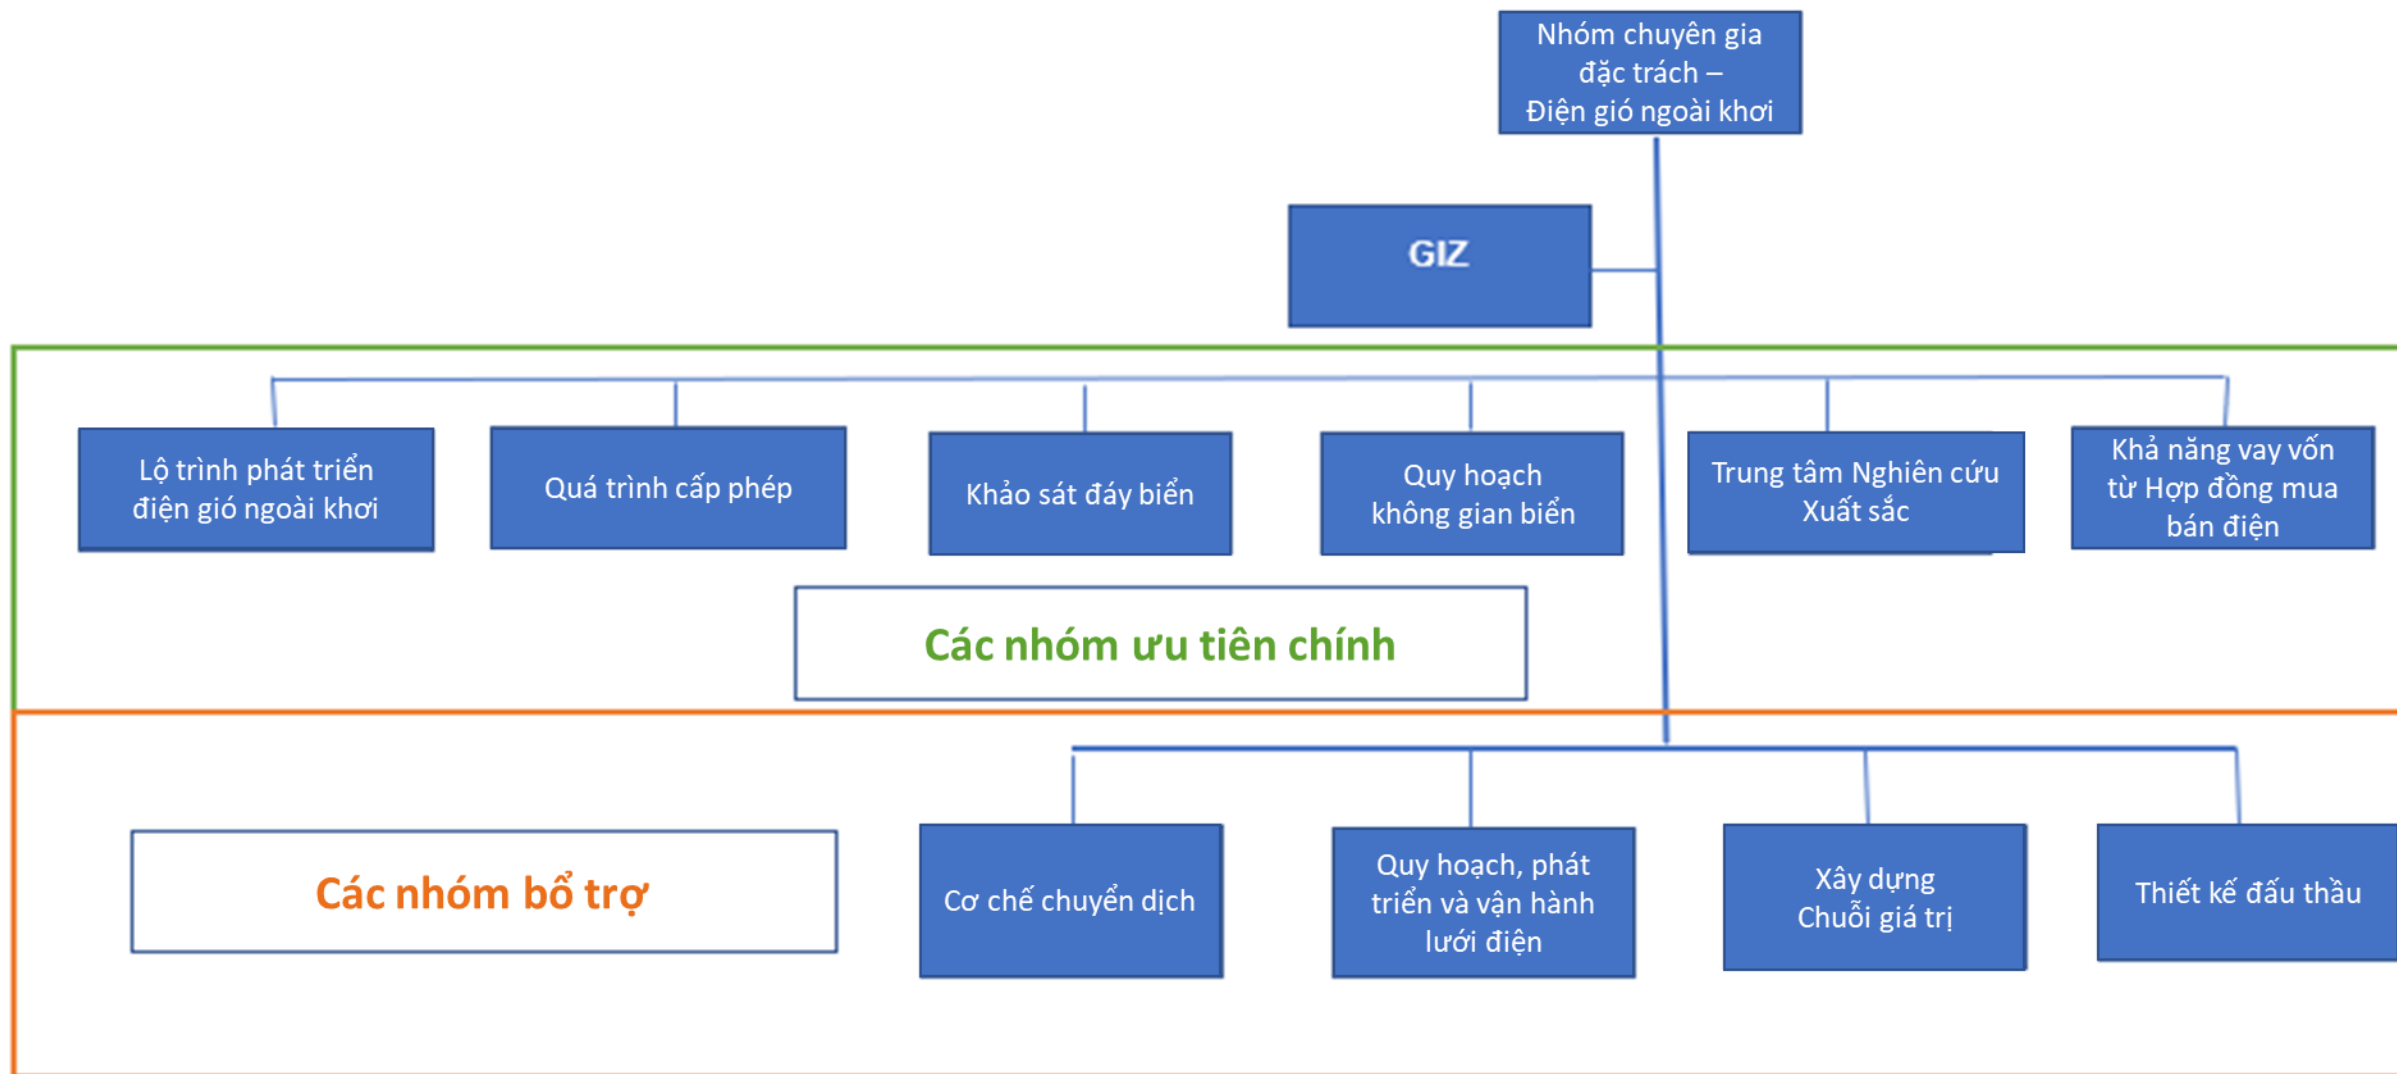 Nhóm chuyên gia
đặc trách –
Điện gió ngoài khơi
GIZ
Lộ trình phát triển
điện gió ngoài khơi
Quá trình cấp phép
Khảo sát đáy biển
Quy hoạch
không gian biển
Trung tâm Nghiên cứu
Xuất sắc
Khả năng vay vốn
từ Hợp đồng mua
bán điện
Các nhóm ưu tiên chính
Các nhóm bổ trợ
Cơ chế chuyển dịch
Quy hoạch, phát
triển và vận hành
lưới điện
Xây dựng
Chuỗi giá trị
Thiết kế đấu thầu